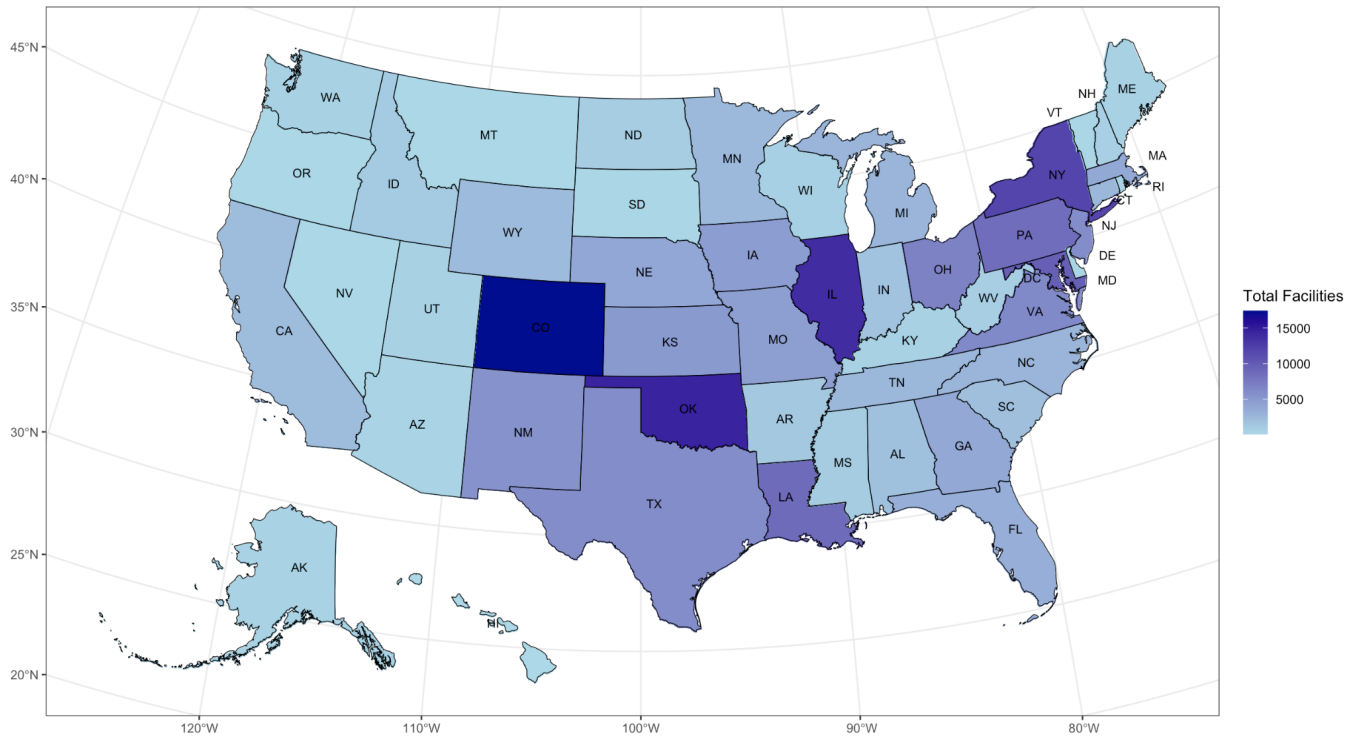 45°N
40°N
35°N
30°N
25°N
20°N
120°W
110°W
100°W
90°W
80°W
WA
MT
ND
MN
VT
NH
ME
OR
ID
SD
WI
MI
NY
MA
RI
CT
WY
NE
IA
PA
NJ
NV
UT
CO
IL
IN
OH
DE
CA
KS
MO
WV
DC
MD
KY
VA
AZ
NM
OK
AR
TN
NC
SC
TX
LA
MS
AL
GA
FL
AK
HI
Total Facilities
15000
10000
5000